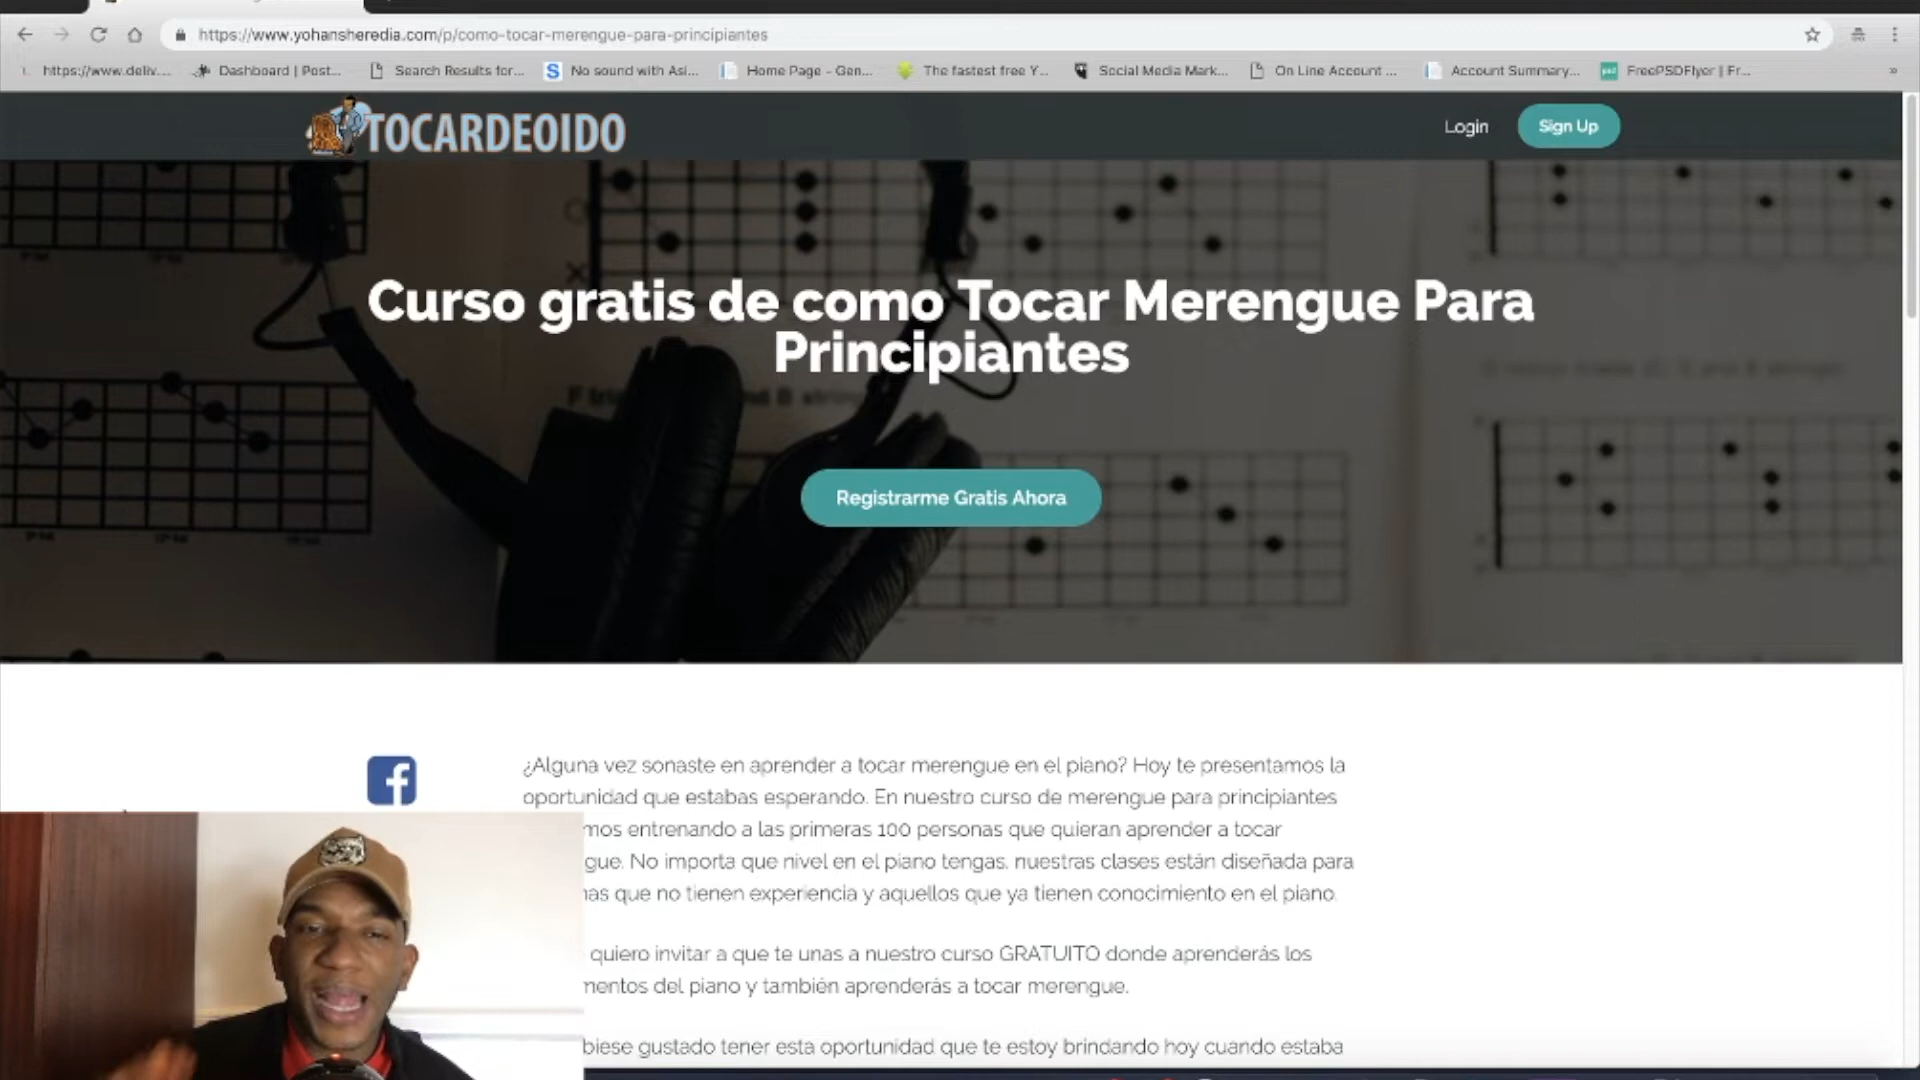 https://www.yohansheredia.com/p/como-tocar-merengue-para-principiantes
https://www.deliv... Dashboard | Post... Search Results for... No sound with Asi... Home Page - Gen... The fastest free Y... Social Media Mark... On Line Account ... Account Summary... FreePSDFlyer | Fr... »
TOCARDEOIDO
Login Sign Up
Curso gratis de como Tocar Merengue Para
Principiantes
Registrarme Gratis Ahora
¿Alguna vez sonaste en aprender a tocar merengue en el piano? Hoy te presentamos la
oportunidad que estabas esperando. En nuestro curso de merengue para principiantes
mos entrenando a las primeras 100 personas que quieran aprender a tocar
gue. No importa que nivel en el piano tengas, nuestras clases están diseñada para
nas que no tienen experiencia y aquellos que ya tienen conocimiento en el piano.
quiero invitar a que te unas a nuestro curso GRATUITO donde aprenderás los
mentos del piano y también aprenderás a tocar merengue.
biese gustado tener esta oportunidad que te estoy brindando hoy cuando estaba